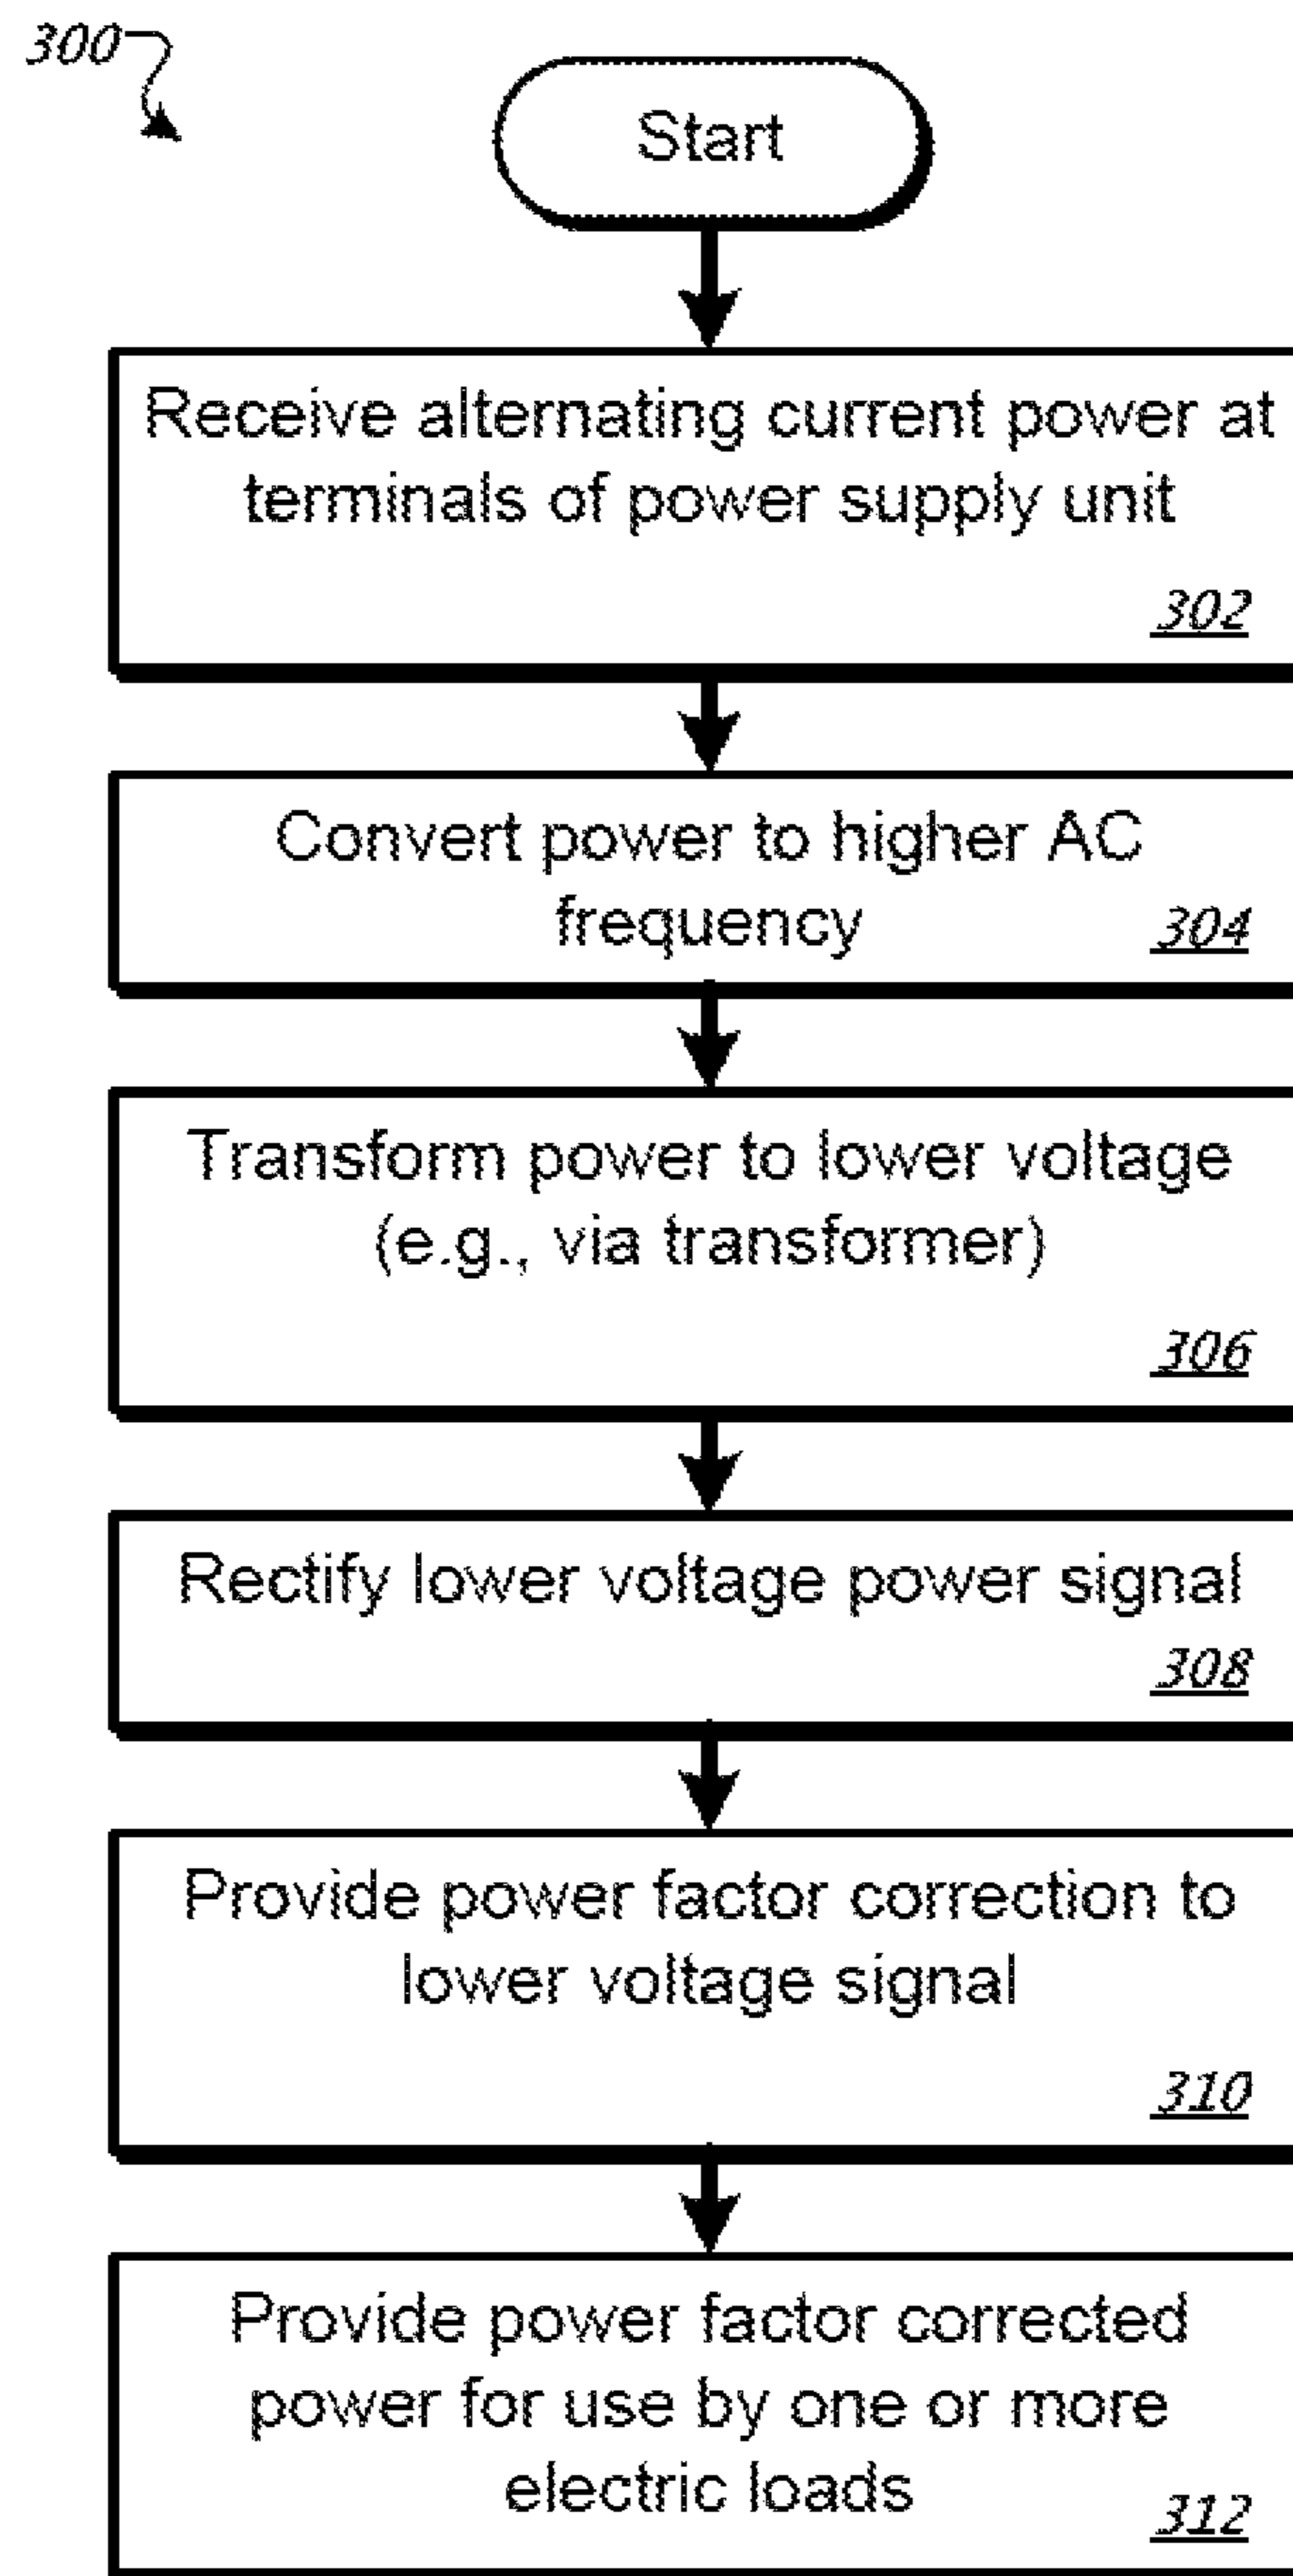 300
Start
Receive alternating current power at
terminals of power supply unit
302
Convert power to higher AC
frequency
304
Transform power to lower voltage
(e.g., via transformer)
306
Rectify lower voltage power signal
308
Provide power factor correction to
lower voltage signal
310
Provide power factor corrected
power for use by one or more
electric loads
312